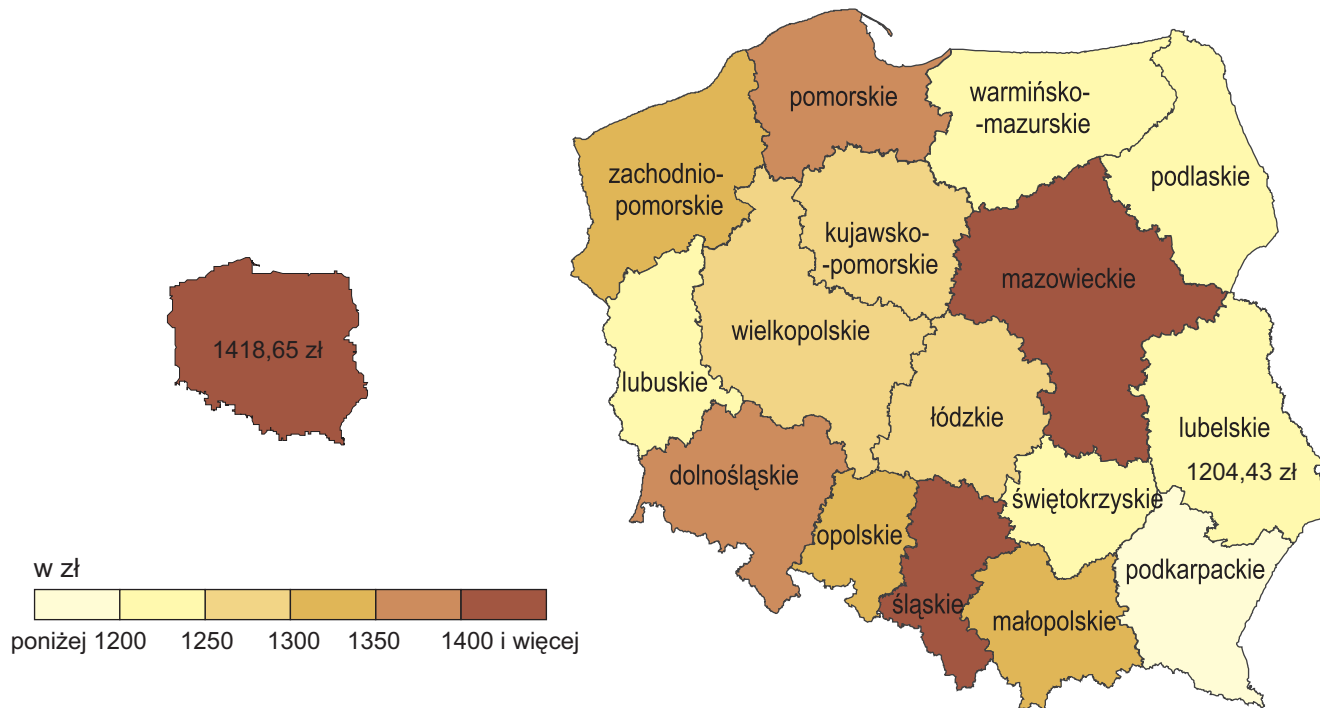 pomorskie
warmińsko-
-mazurskie
podlaskie
zachodnio-
pomorskie
kujawsko-
-pomorskie
mazowieckie
wielkopolskie
1418,65 zł
lubuskie
łódzkie
lubelskie
1204,43 zł
dolnośląskie
świętokrzyskie
opolskie
podkarpackie
śląskie
małopolskie
w zł
poniżej 1200 1250 1300 1350 1400 i więcej